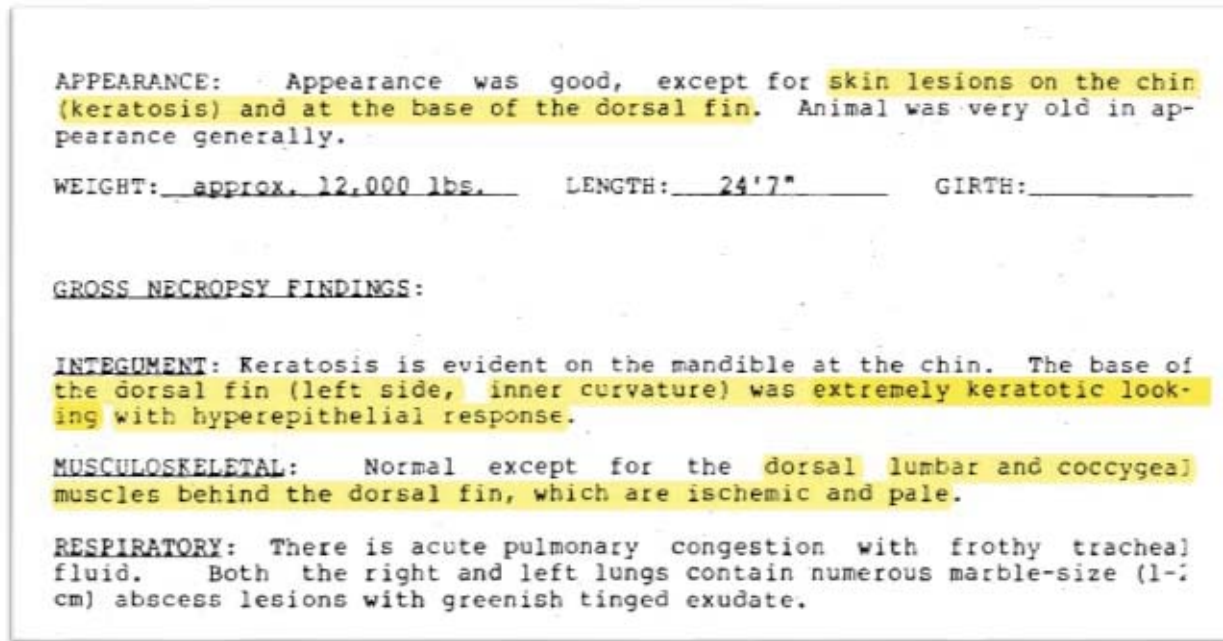 APPEARANCE: Appearance was good, except for skin lesions on the chin
(keratosis) and at the base of the dorsal fin. Animal was very old in ap-
pearance generally.
WEIGHT: approx. 12,000 lbs. LENGTH: 24'7" GIRTH:
GROSS NECROPSY FINDINGS:
INTEGUMENT: Keratosis is evident on the mandible at the chin. The base of
the dorsal fin (left side, inner curvature) was extremely keratotic look-
ing with hyperepithelial response.
MUSCULOSKELETAL: Normal except for the dorsal lumbar and coccygeal
muscles behind the dorsal fin, which are ischemic and pale.
RESPIRATORY: There is acute pulmonary congestion with frothy tracheal
fluid. Both the right and left lungs contain numerous marble-size (1-
cm) abscess lesions with greenish tinged exudate.